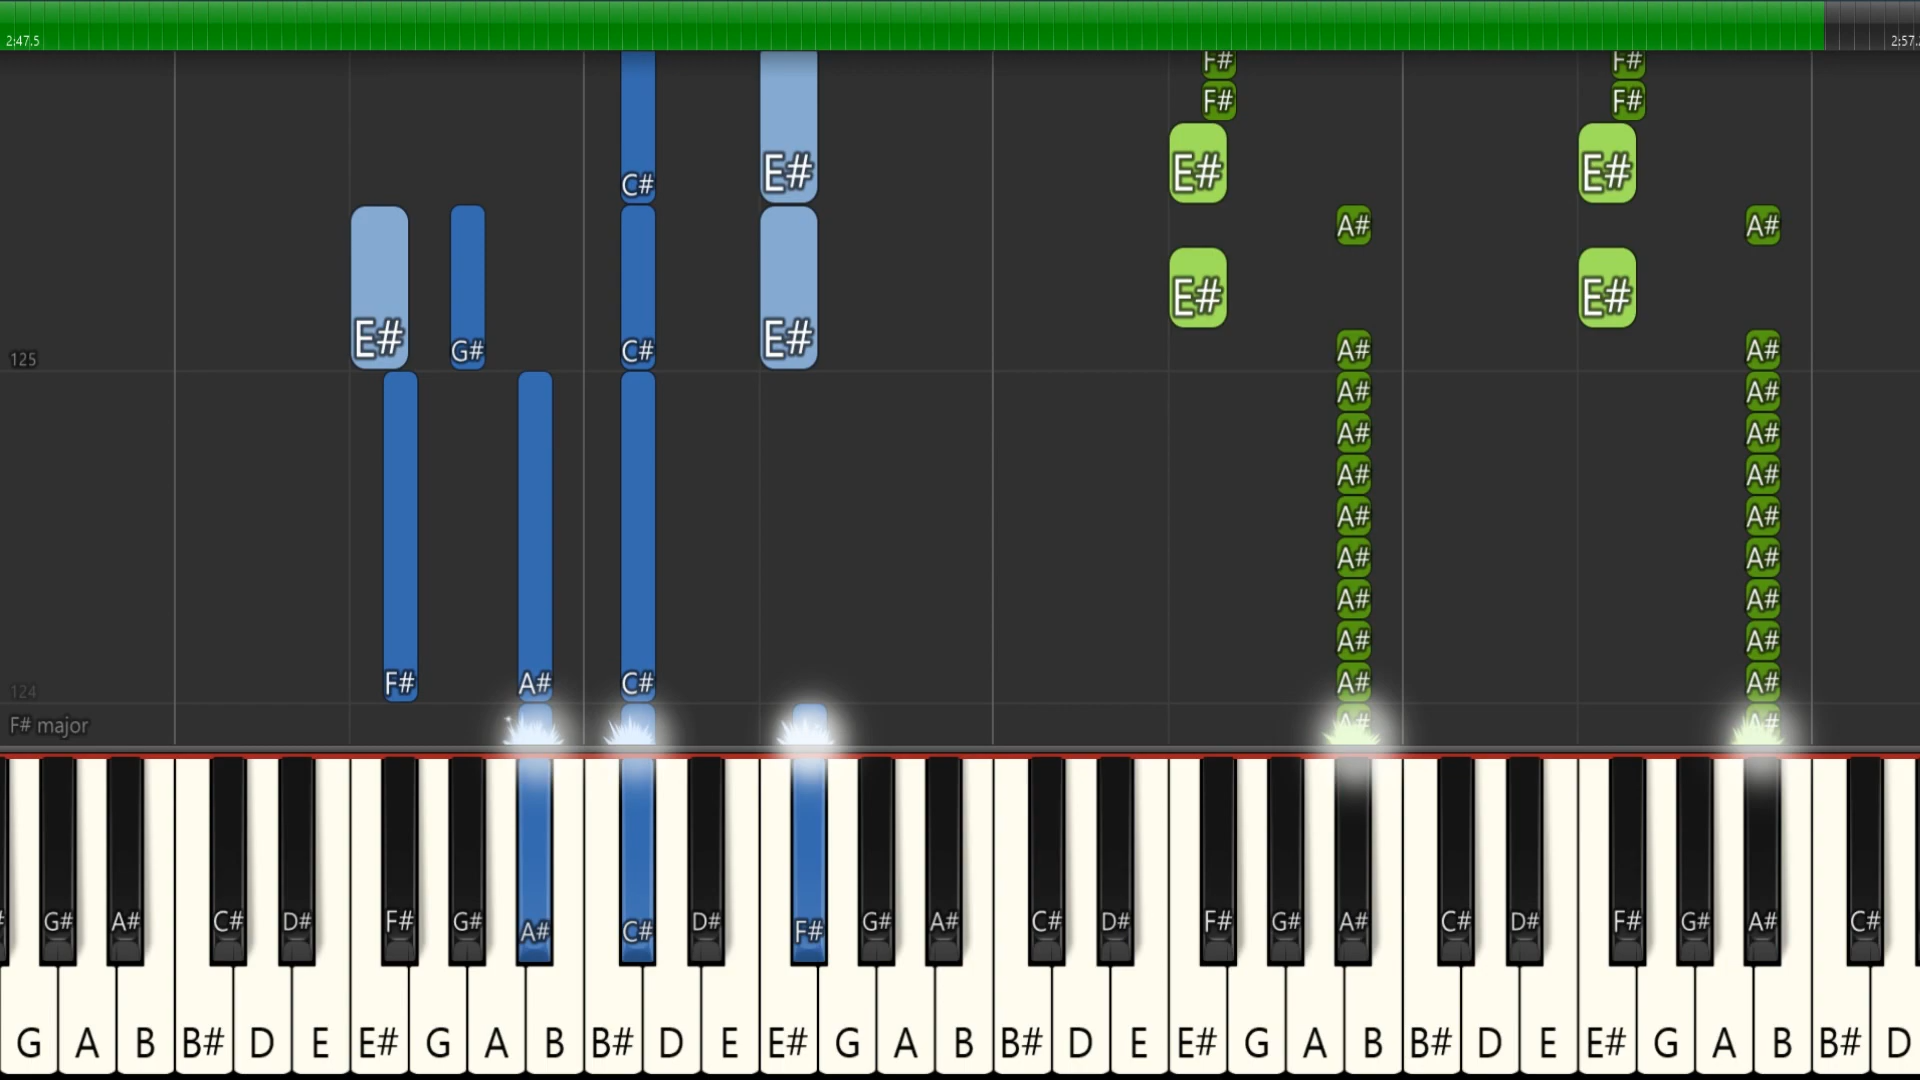 2:47.5 2:57.
F# F#
C# E# F# E# F# E#
A# A#
E# G# C# E# E# E#
125 A# A#
A# A#
A# A#
A# A#
A# A#
A# A#
A# A#
A# A#
124 F# A# C# A# A#
F# major A# A#
G# A# C# D# F# G# A# C# D# F# G# A# C# D# F# G# A# C# D# F# G# A# C#
G A B B# D E E# G A B B# D E E# G A B B# D E E# G A B B# D E E# G A B B# D